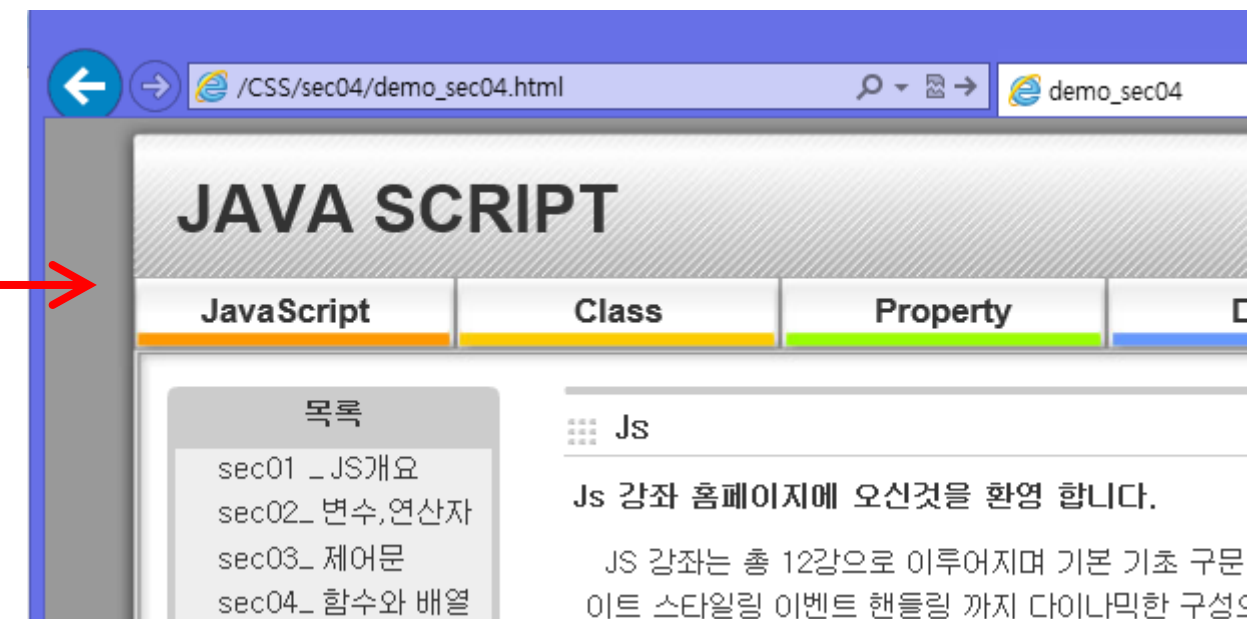 /CSS/sec04/demo_sec04.html
demo_sec04
JAVA SCRIPT
JavaScript Class Property
목록
sec01 _ JS개요
sec02_ 변수,연산자
sec03_ 제어문
sec04_ 함수와 배열
Js
Js 강좌 홈페이지에 오신것을 환영 합니다.
JS 강좌는 총 12강으로 이루어지며 기본 기초 구문
이트 스타일링 이벤트 핸들링 까지 다이나믹한